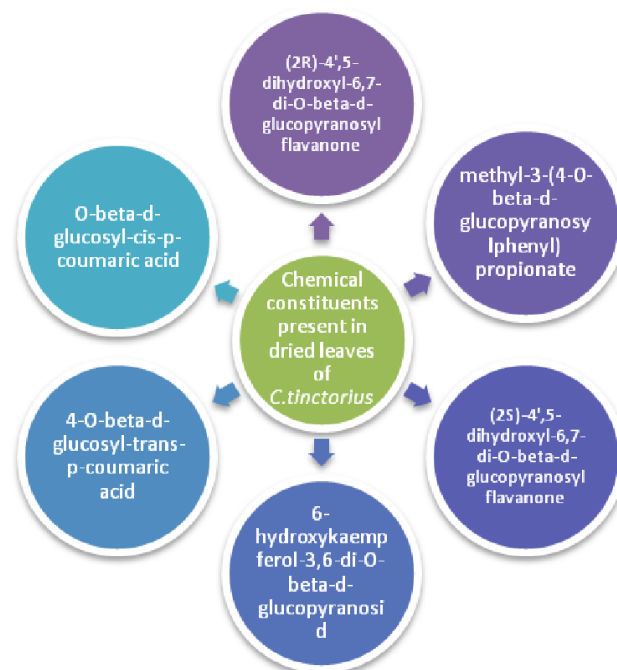 (2R)-4',5-
dihydroxyl-6,7-
di-O-beta-d-
glucopyranosyl
flavanone
methyl-3-(4-O-
beta-d-
glucopyranosy
lphenyl)
propionate
(2S)-4',5-
dihydroxyl-6,7-
di-O-beta-d-
glucopyranosyl
flavanone
6-
hydroxykaemp
ferol-3,6-di-O-
beta-d-
glucopyranosi
d
4-O-beta-d-
glucosyl-trans-
p-coumaric
acid
O-beta-d-
glucosyl-cis-p-
coumaric acid
Chemical
constituents
present in
dried leaves
of
C.tinctorius